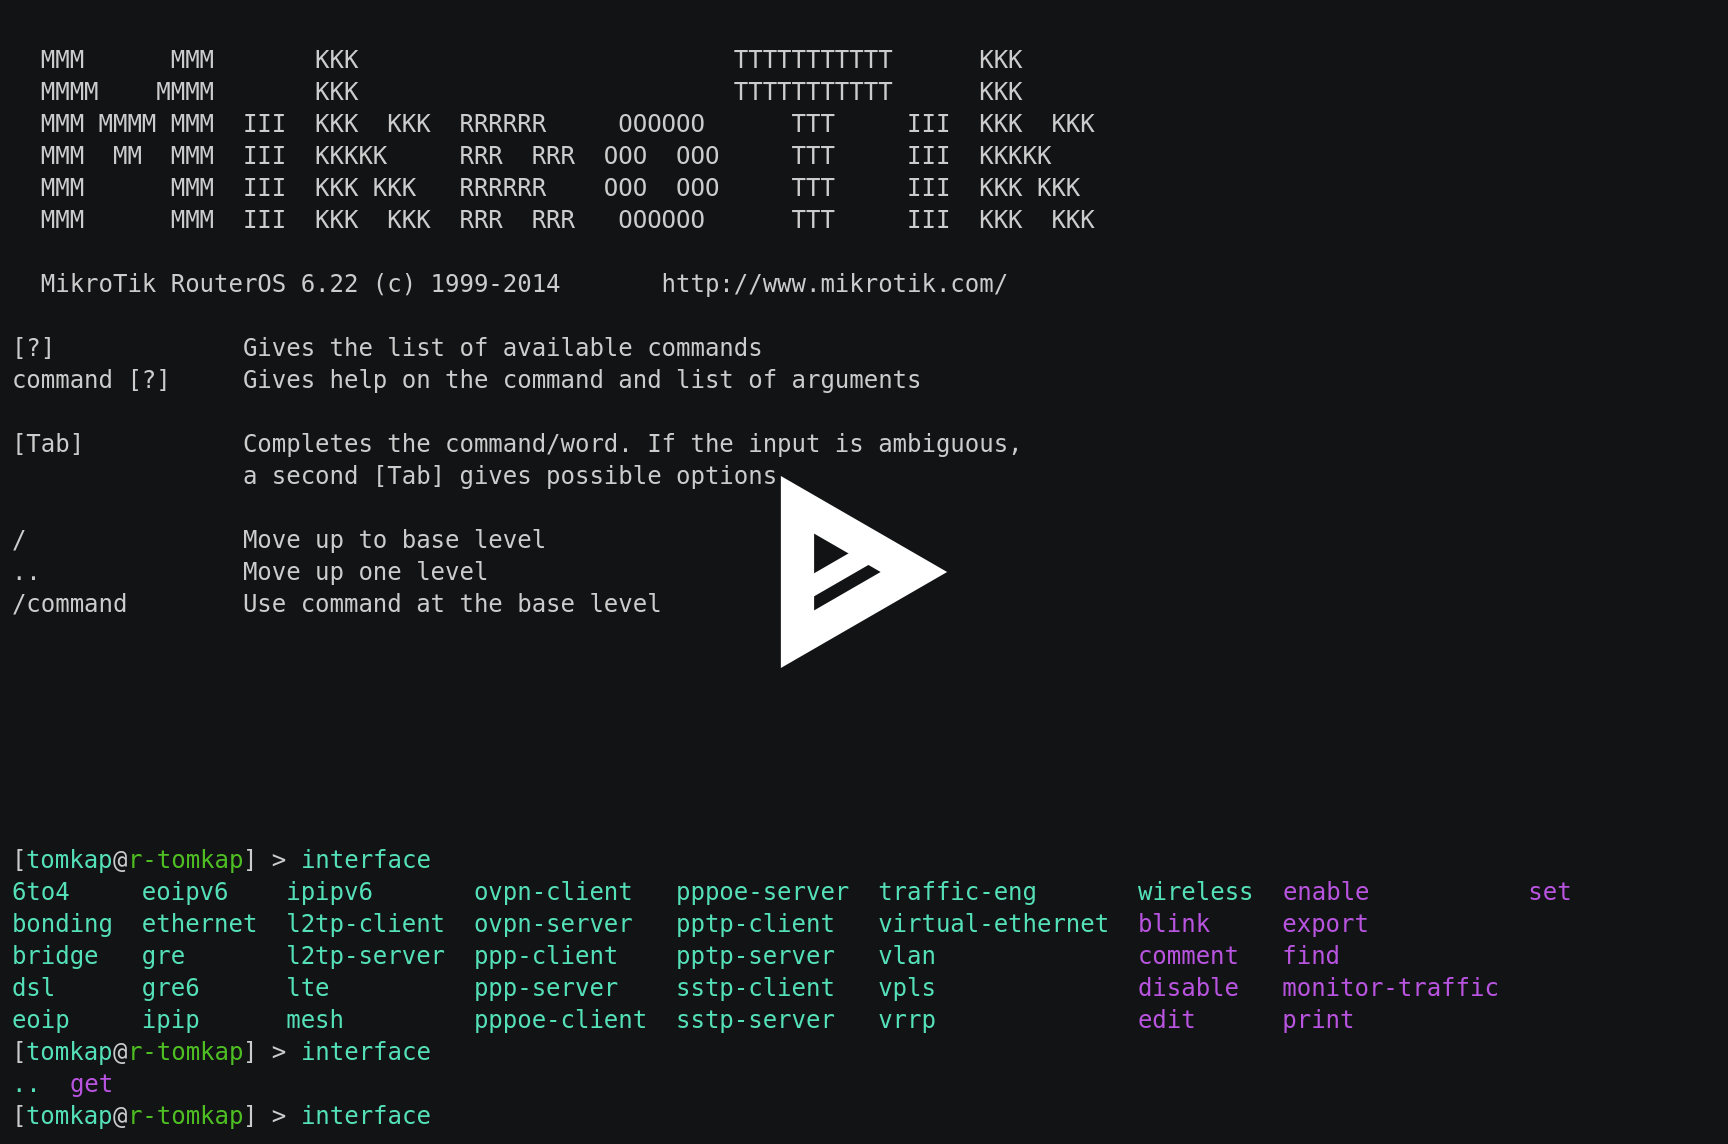 MMM      MMM       KKK                          TTTTTTTTTTT      KKK
  MMMM    MMMM       KKK                          TTTTTTTTTTT      KKK
  MMM MMMM MMM  III  KKK  KKK  RRRRRR     OOOOOO      TTT     III  KKK  KKK
  MMM  MM  MMM  III  KKKKK     RRR  RRR  OOO  OOO     TTT     III  KKKKK
  MMM      MMM  III  KKK KKK   RRRRRR    OOO  OOO     TTT     III  KKK KKK
  MMM      MMM  III  KKK  KKK  RRR  RRR   OOOOOO      TTT     III  KKK  KKK
  MikroTik RouterOS 6.22 (c) 1999-2014       http://www.mikrotik.com/
[?]             Gives the list of available commands
command [?]     Gives help on the command and list of arguments
[Tab]           Completes the command/word. If the input is ambiguous,
                a second [Tab] gives possible options
/               Move up to base level
..              Move up one level
/command        Use command at the base level
[tomkap@r-tomkap] > interface
6to4     eoipv6    ipipv6       ovpn-client   pppoe-server  traffic-eng       wireless  enable           set
bonding  ethernet  l2tp-client  ovpn-server   pptp-client   virtual-ethernet  blink     export
bridge   gre       l2tp-server  ppp-client    pptp-server   vlan              comment   find
dsl      gre6      lte          ppp-server    sstp-client   vpls              disable   monitor-traffic
eoip     ipip      mesh         pppoe-client  sstp-server   vrrp              edit      print
[tomkap@r-tomkap] > interface
..  get
[tomkap@r-tomkap] > interface